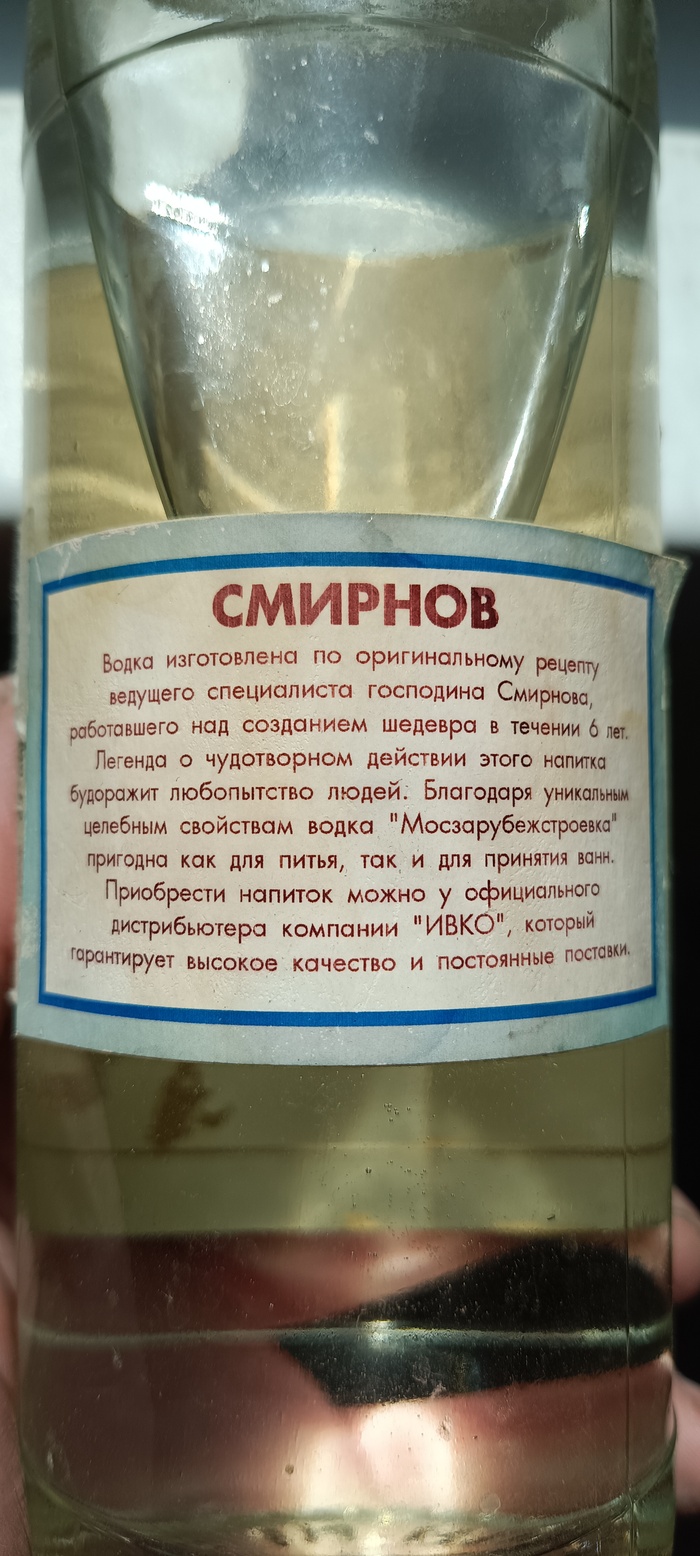 СМИРНОВ
Водка изготовлена по оригинальному рецепту
ведущего специалиста господина Смирнова,
работавшего над созданием шедевра в течении 6 лет.
Легенда о чудотворном действии этого напитка
будоражит любопытство людей. Благодаря уникальным
целебным свойствам водка "Мосзарубежстроевка"
пригодна как для питья, так и для принятия ванн.
Приобрести напиток можно у официального
дистрибьютера компании "ИВКО", который
гарантирует высокое качество и постоянные поставки.